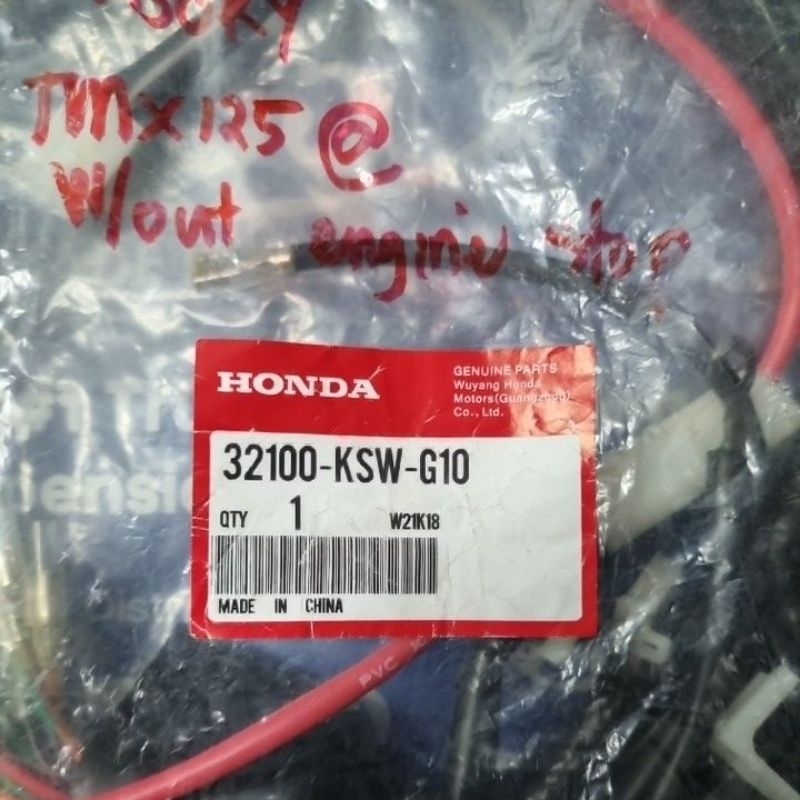 TMX125 @
W/out engine stop
HONDA
GENUINE PARTS
Wuyang Honda
Motors(Guangzhou)
Co., Ltd.
32100-KSW-G10
QTY 1 W21K18
MADE IN CHINA
PVC